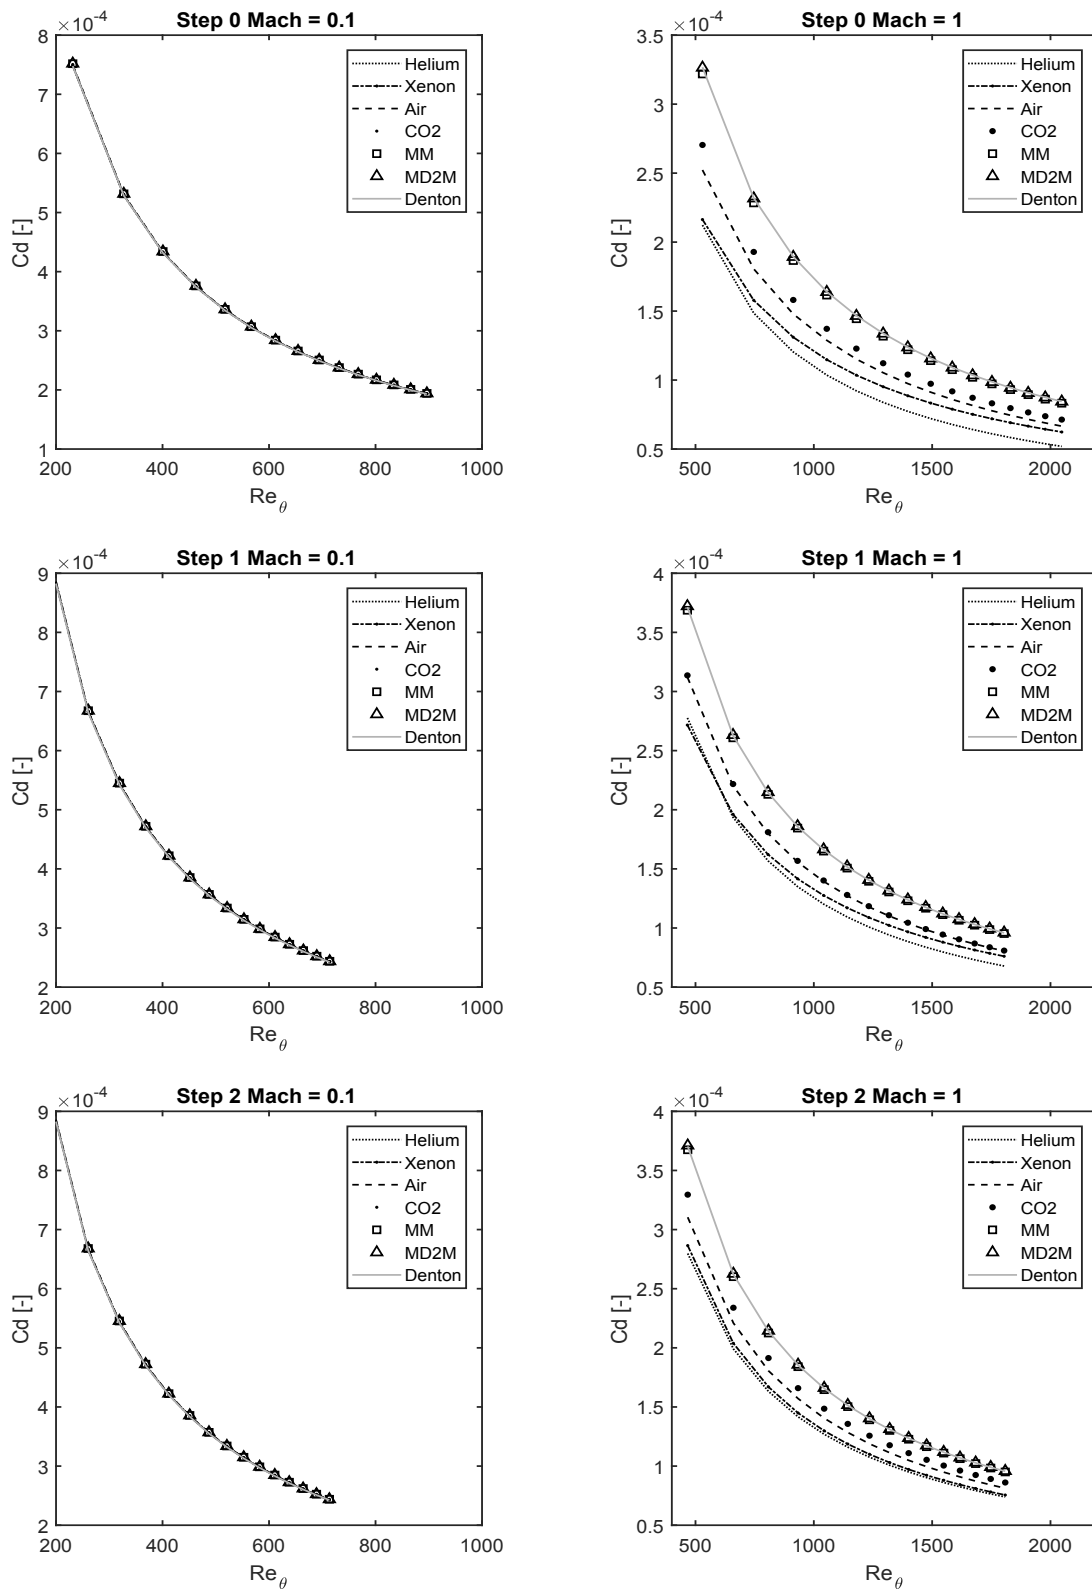 Step 0 Mach = 0.1
×10⁻⁴
8
7
6
5
4
3
2
1
Cd [-]
200
400
600
800
1000
Re_θ
Helium
Xenon
Air
CO2
MM
MD2M
Denton
Step 0 Mach = 1
×10⁻⁴
3.5
3
2.5
2
1.5
1
0.5
Cd [-]
500
1000
1500
2000
Re_θ
Helium
Xenon
Air
CO2
MM
MD2M
Denton
Step 1 Mach = 0.1
×10⁻⁴
9
8
7
6
5
4
3
2
Cd [-]
200
400
600
800
1000
Re_θ
Helium
Xenon
Air
CO2
MM
MD2M
Denton
Step 1 Mach = 1
×10⁻⁴
4
3.5
3
2.5
2
1.5
1
0.5
Cd [-]
500
1000
1500
2000
Re_θ
Helium
Xenon
Air
CO2
MM
MD2M
Denton
Step 2 Mach = 0.1
×10⁻⁴
9
8
7
6
5
4
3
2
Cd [-]
200
400
600
800
1000
Re_θ
Helium
Xenon
Air
CO2
MM
MD2M
Denton
Step 2 Mach = 1
×10⁻⁴
4
3.5
3
2.5
2
1.5
1
0.5
Cd [-]
500
1000
1500
2000
Re_θ
Helium
Xenon
Air
CO2
MM
MD2M
Denton